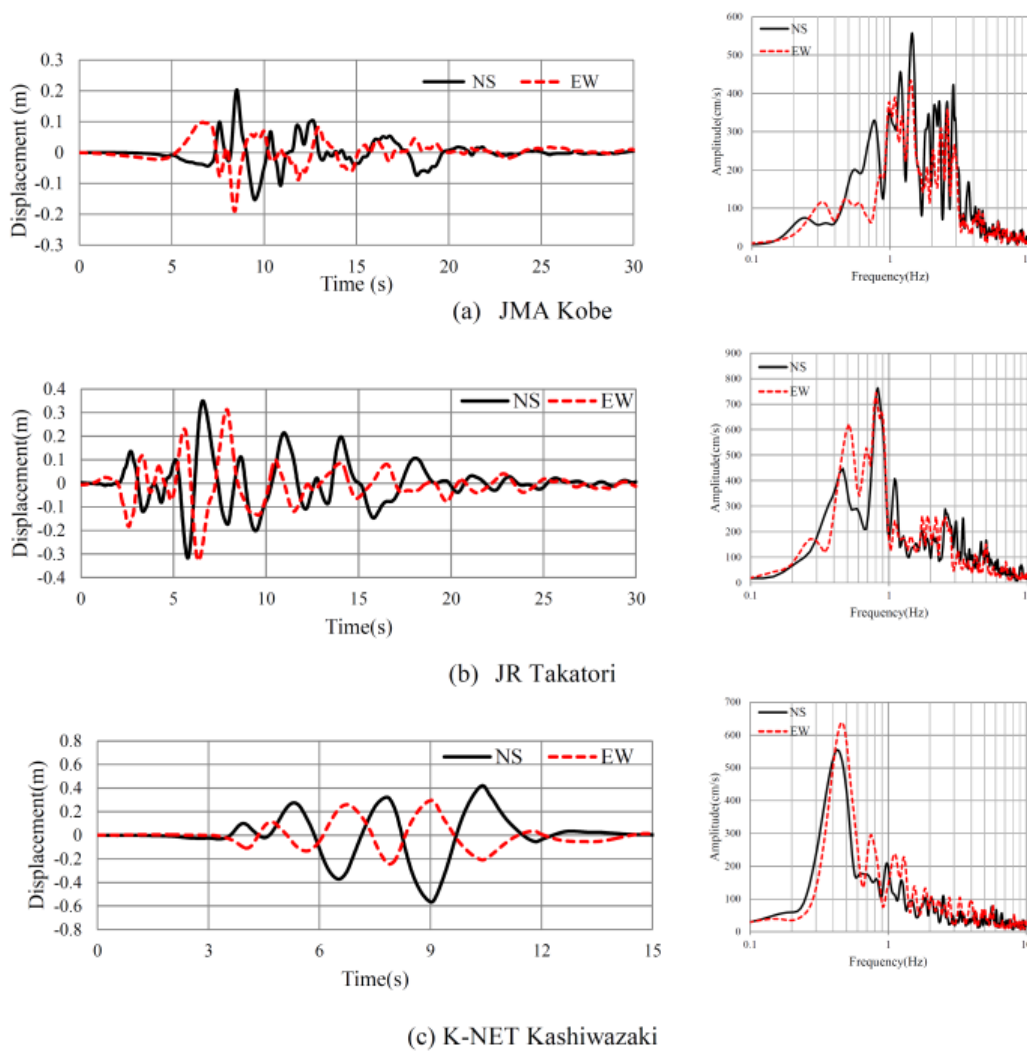 0.3
0.2
0.1
0
-0.1
-0.2
-0.3
Displacement (m)
NS EW
0 5 10 15 20 25 30
Time (s)
600
500
400
300
200
100
0
Amplitude(cm/s)
NS
EW
0.1 1
Frequency(Hz)
(a) JMA Kobe
0.4
0.3
0.2
0.1
0
-0.1
-0.2
-0.3
-0.4
Displacement(m)
NS EW
0 5 10 15 20 25 30
Time(s)
900
800
700
600
500
400
300
200
100
0
Amplitude(cm/s)
NS
EW
0.1 1
Frequency(Hz)
(b) JR Takatori
0.8
0.6
0.4
0.2
0
-0.2
-0.4
-0.6
-0.8
Displacement(m)
NS EW
0 3 6 9 12 15
Time(s)
700
600
500
400
300
200
100
0
Amplitude(cm/s)
NS
EW
0.1 1
Frequency(Hz)
(c) K-NET Kashiwazaki